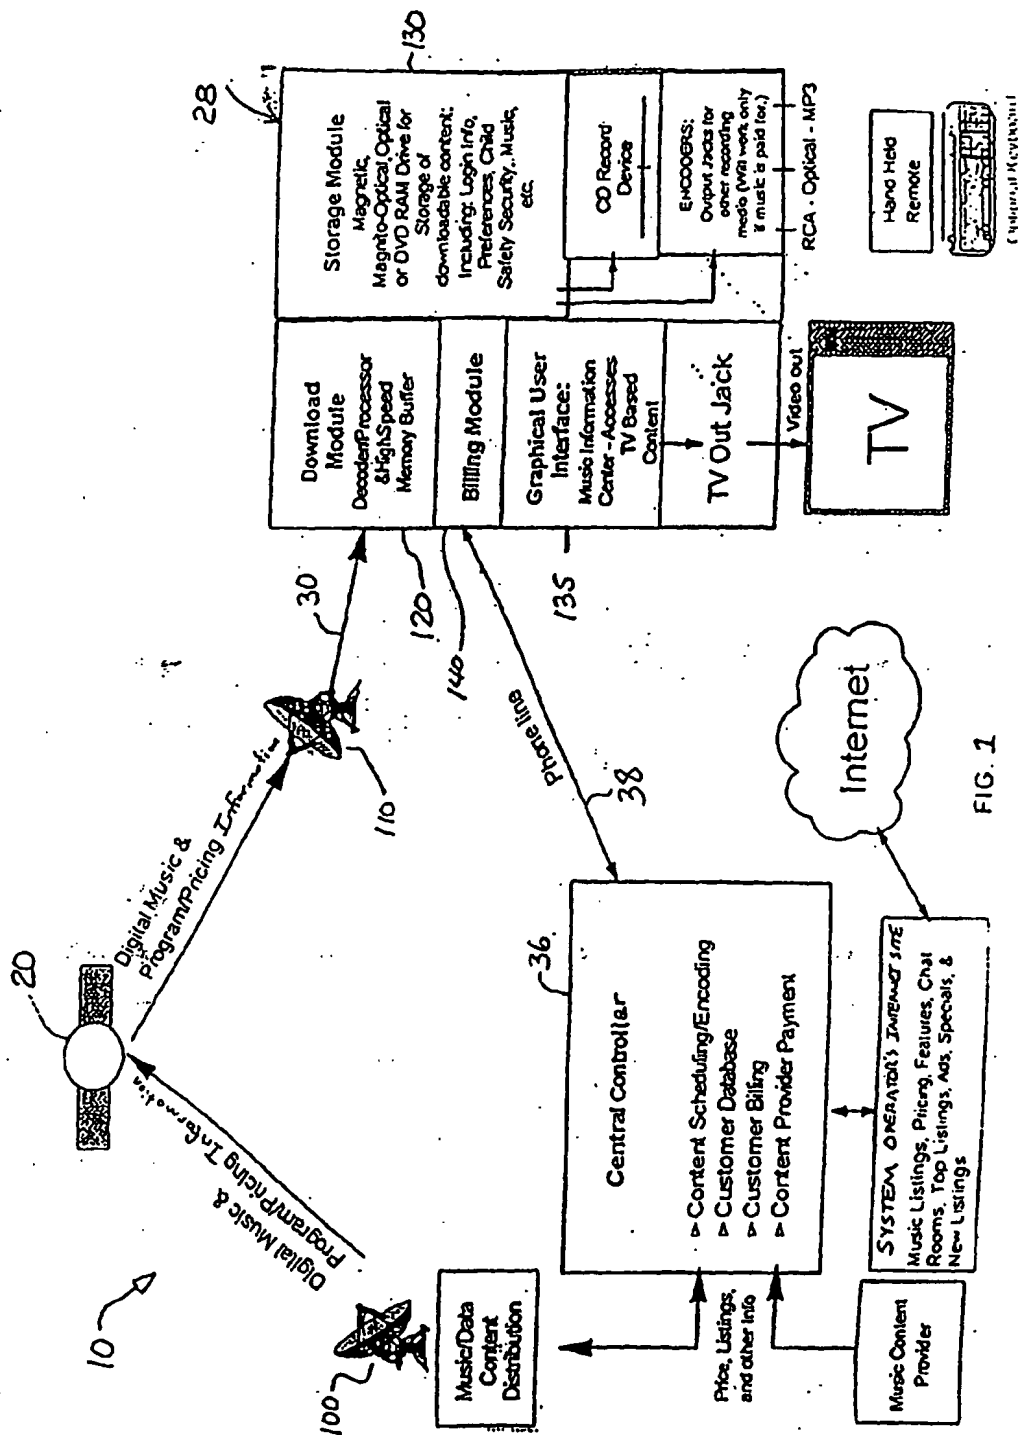 10
20
Digital Music &
Program/Pricing Information
Digital Music &
Program/Pricing Information
100
Music/Data
Content
Distribution
110
30
28
130
Download
Module
Decoder/Processor
&High Speed
Memory Buffer
120
140
Billing Module
Graphical User
Interface:
Music Information
Center - Accesses
TV Based
Content
135
TV Out Jack
Video out
TV
Storage Module
Magnetic,
Magnito-Optical, Optical
or DVD RAM Drive for
Storage of
downloadable content:
Including: Login Info,
Preferences, Child
Safety Security, Music,
etc.
CD Record
Device
ENCODERS:
Output Jacks for
other recording
media (Will work only
if music is paid for.)
RCA - Optical - MP3
Hand Held
Remote
Optional Keyboard
Phone line
38
36
Central Controller
Content Scheduling/Encoding
Customer Database
Customer Billing
Content Provider Payment
Price, Listings,
and other Info
Music Content
Provider
SYSTEM OPERATOR'S INTERNET SITE
Music Listings, Pricing, Features, Chat
Rooms, Top Listings, Ads, Specials, &
New Listings
Internet
FIG. 1